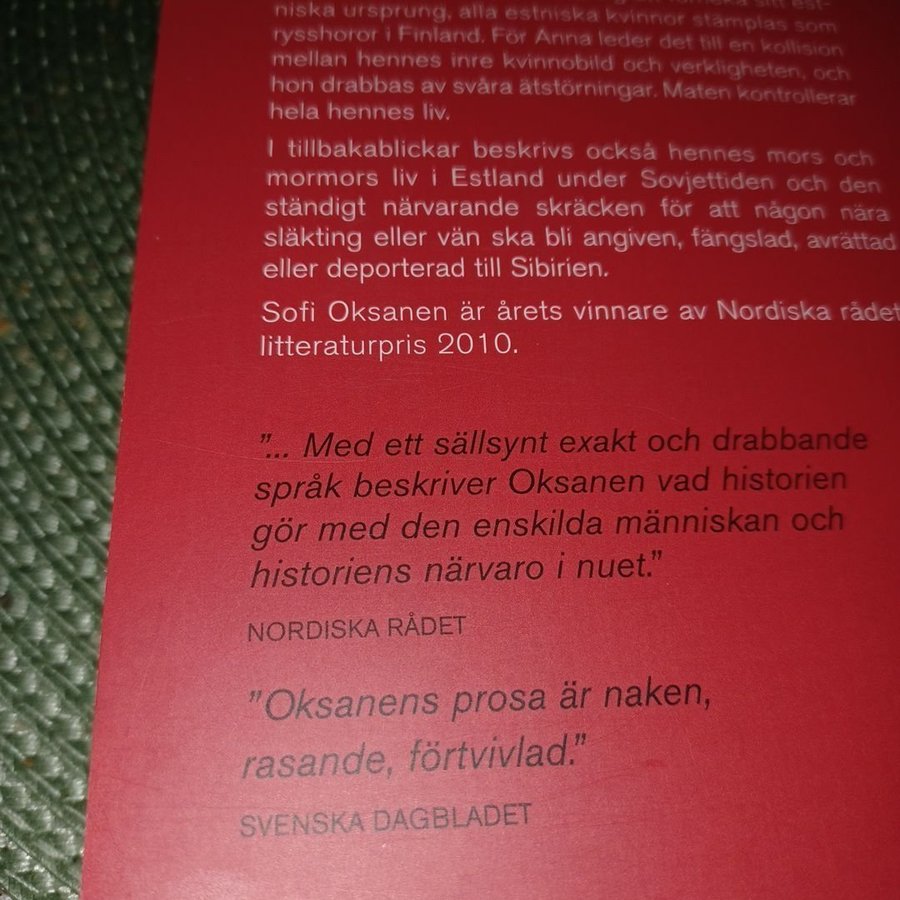 niska ursprung, alla estniska kvinnor stämplas som
rysshoror i Finland. För Anna leder det till en kollision
mellan hennes inre kvinnobild och verkligheten, och
hon drabbas av svåra ätstörningar. Maten kontrollerar
hela hennes liv.
I tillbakablickar beskrivs också hennes mors och
mormors liv i Estland under Sovjettiden och den
ständigt närvarande skräcken för att någon nära
släkting eller vän ska bli angiven, fängslad, avrättad
eller deporterad till Sibirien.
Sofi Oksanen är årets vinnare av Nordiska rådet
litteraturpris 2010.
”... Med ett sällsynt exakt och drabbande
språk beskriver Oksanen vad historien
gör med den enskilda människan och
historiens närvaro i nuet.”
NORDISKA RÅDET
”Oksanens prosa är naken,
rasande, förtvivlad.”
SVENSKA DAGBLADET